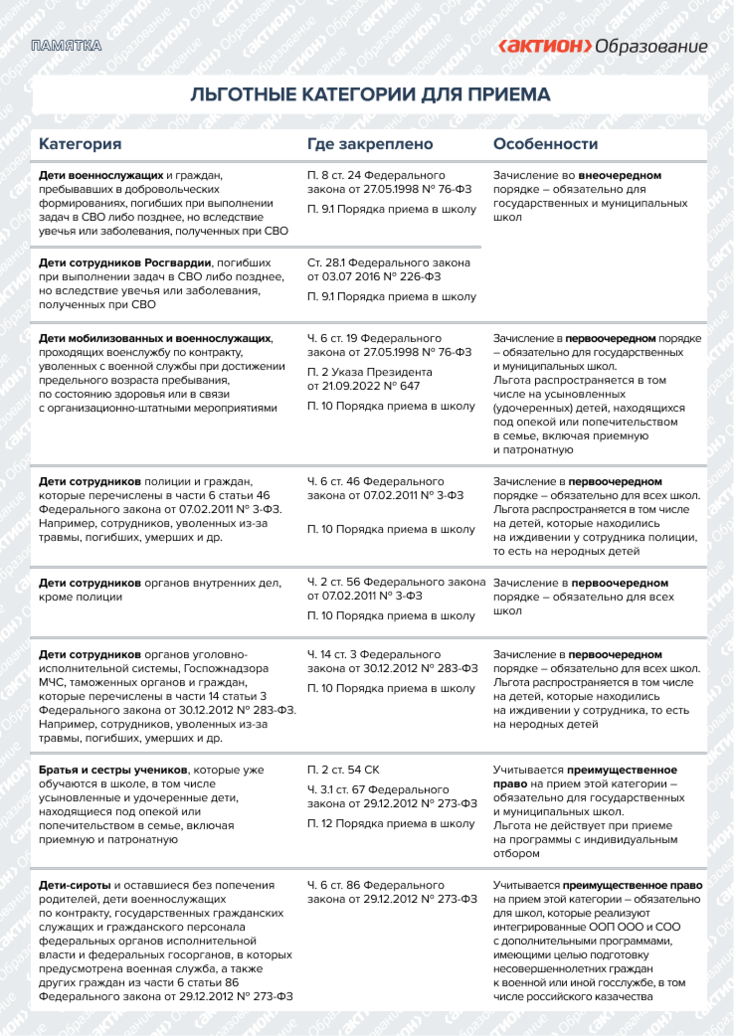 ПАМЯТКА
‹АКТИОН› Образование
ЛЬГОТНЫЕ КАТЕГОРИИ ДЛЯ ПРИЕМА
Категория
Где закреплено
Особенности
Дети военнослужащих и граждан,
пребывавших в добровольческих
формированиях, погибших при выполнении
задач в СВО либо позднее, но вследствие
увечья или заболевания, полученных при СВО
П. 8 ст. 24 Федерального
закона от 27.05.1998 № 76-ФЗ
П. 9.1 Порядка приема в школу
Зачисление во внеочередном
порядке – обязательно для
государственных и муниципальных
школ
Дети сотрудников Росгвардии, погибших
при выполнении задач в СВО либо позднее,
но вследствие увечья или заболевания,
полученных при СВО
Ст. 28.1 Федерального закона
от 03.07 2016 № 226-ФЗ
П. 9.1 Порядка приема в школу
Дети мобилизованных и военнослужащих,
проходящих военслужбу по контракту,
уволенных с военной службы при достижении
предельного возраста пребывания,
по состоянию здоровья или в связи
с организационно-штатными мероприятиями
Ч. 6 ст. 19 Федерального
закона от 27.05.1998 № 76-ФЗ
П. 2 Указа Президента
от 21.09.2022 № 647
П. 10 Порядка приема в школу
Зачисление в первоочередном порядке
– обязательно для государственных
и муниципальных школ.
Льгота распространяется в том
числе на усыновленных
(удочеренных) детей, находящихся
под опекой или попечительством
в семье, включая приемную
и патронатную
Дети сотрудников полиции и граждан,
которые перечислены в части 6 статьи 46
Федерального закона от 07.02.2011 № 3-ФЗ.
Например, сотрудников, уволенных из-за
травмы, погибших, умерших и др.
Ч. 6 ст. 46 Федерального
закона от 07.02.2011 № 3-ФЗ
П. 10 Порядка приема в школу
Зачисление в первоочередном
порядке – обязательно для всех школ.
Льгота распространяется в том числе
на детей, которые находились
на иждивении у сотрудника полиции,
то есть на неродных детей
Дети сотрудников органов внутренних дел,
кроме полиции
Ч. 2 ст. 56 Федерального закона
от 07.02.2011 № 3-ФЗ
П. 10 Порядка приема в школу
Зачисление в первоочередном
порядке – обязательно для всех
школ
Дети сотрудников органов уголовно-
исполнительной системы, Госпожнадзора
МЧС, таможенных органов и граждан,
которые перечислены в части 14 статьи 3
Федерального закона от 30.12.2012 № 283-ФЗ.
Например, сотрудников, уволенных из-за
травмы, погибших, умерших и др.
Ч. 14 ст. 3 Федерального
закона от 30.12.2012 № 283-ФЗ
П. 10 Порядка приема в школу
Зачисление в первоочередном
порядке – обязательно для всех школ.
Льгота распространяется в том числе
на детей, которые находились
на иждивении у сотрудника, то есть
на неродных детей
Братья и сестры учеников, которые уже
обучаются в школе, в том числе
усыновленные и удочеренные дети,
находящиеся под опекой или
попечительством в семье, включая
приемную и патронатную
П. 2 ст. 54 СК
Ч. 3.1 ст. 67 Федерального
закона от 29.12.2012 № 273-ФЗ
П. 12 Порядка приема в школу
Учитывается преимущественное
право на прием этой категории –
обязательно для государственных
и муниципальных школ.
Льгота не действует при приеме
на программы с индивидуальным
отбором
Дети-сироты и оставшиеся без попечения
родителей, дети военнослужащих
по контракту, государственных гражданских
служащих и гражданского персонала
федеральных органов исполнительной
власти и федеральных госорганов, в которых
предусмотрена военная служба, а также
других граждан из части 6 статьи 86
Федерального закона от 29.12.2012 № 273-ФЗ
Ч. 6 ст. 86 Федерального
закона от 29.12.2012 № 273-ФЗ
Учитывается преимущественное право
на прием этой категории – обязательно
для школ, которые реализуют
интегрированные ООП ООО и СОО
с дополнительными программами,
имеющими целью подготовку
несовершеннолетних граждан
к военной или иной госслужбе, в том
числе российского казачества